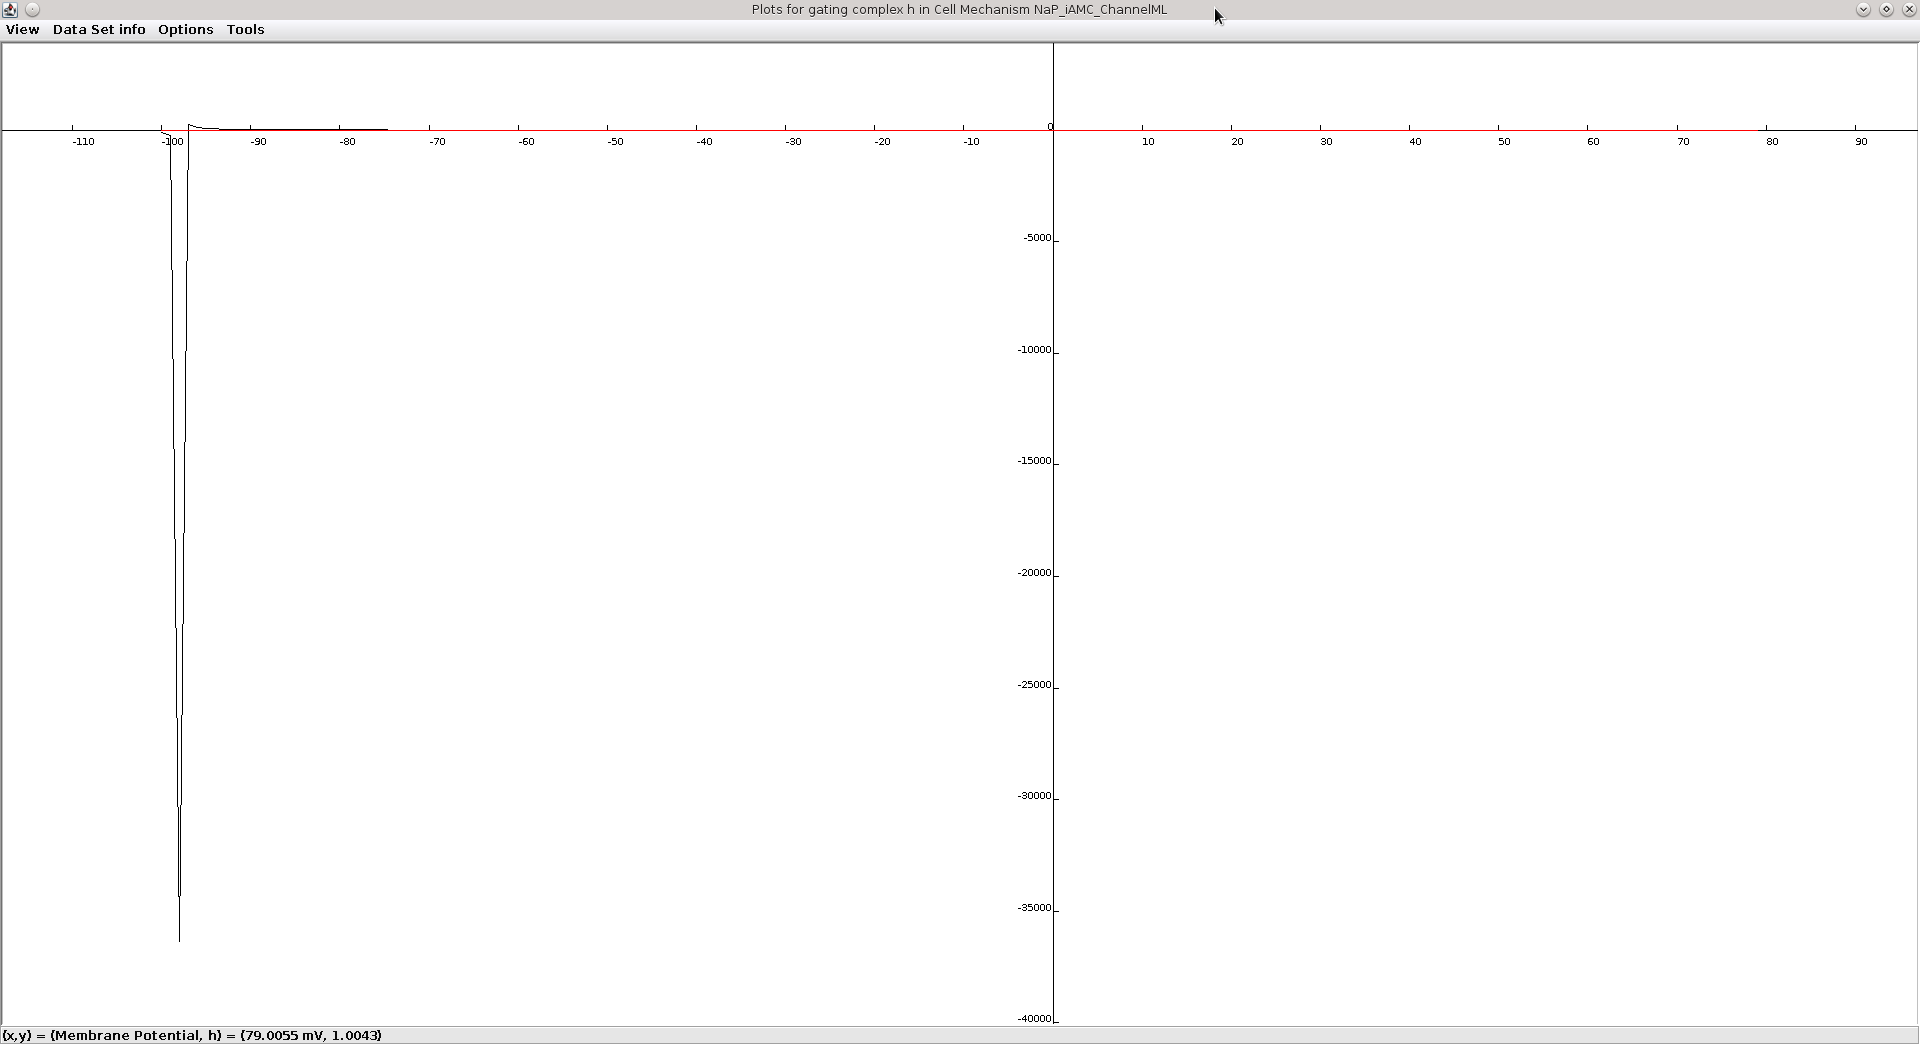 Plots for gating complex h in Cell Mechanism NaP_iAMC_ChannelML
View Data Set info Options Tools
0
-110 -100 -90 -80 -70 -60 -50 -40 -30 -20 -10 10 20 30 40 50 60 70 80 90
-5000
-10000
-15000
-20000
-25000
-30000
-35000
-40000
(x,y) = (Membrane Potential, h) = (79.0055 mV, 1.0043)